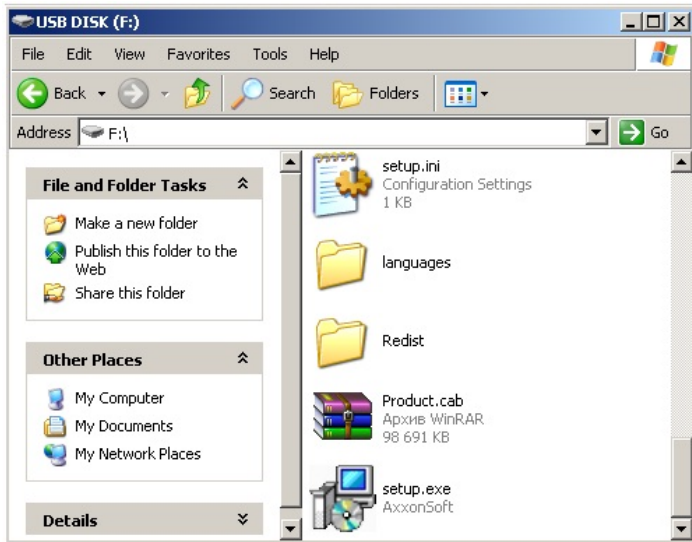 USB DISK (F:)
File Edit View Favorites Tools Help
Back Search Folders
Address F:\ Go
File and Folder Tasks
Make a new folder
Publish this folder to the
Web
Share this folder
Other Places
My Computer
My Documents
My Network Places
Details
setup.ini
Configuration Settings
1 KB
languages
Redist
Product.cab
Архив WinRAR
98 691 KB
setup.exe
AxxonSoft